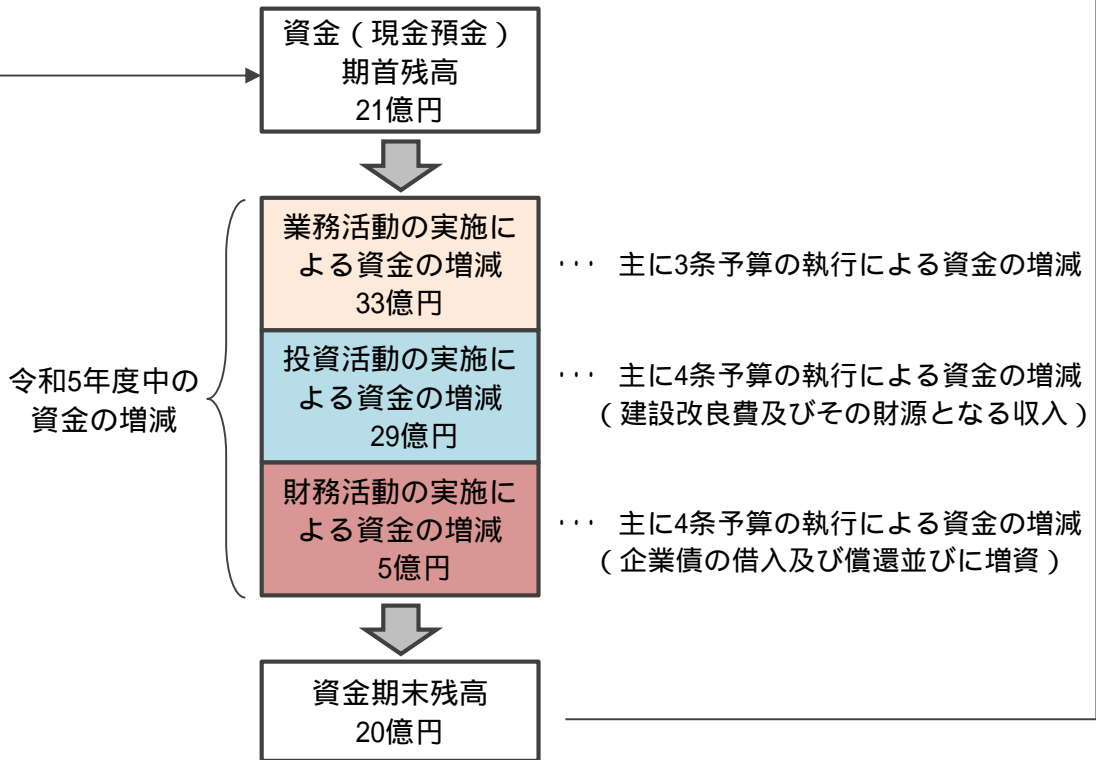 資金（現金預金）
期首残高
21億円
業務活動の実施に
よる資金の増減
33億円
… 主に3条予算の執行による資金の増減
令和5年度中の
資金の増減
投資活動の実施に
よる資金の増減
29億円
… 主に4条予算の執行による資金の増減
（建設改良費及びその財源となる収入）
財務活動の実施に
よる資金の増減
5億円
… 主に4条予算の執行による資金の増減
（企業債の借入及び償還並びに増資）
資金期末残高
20億円